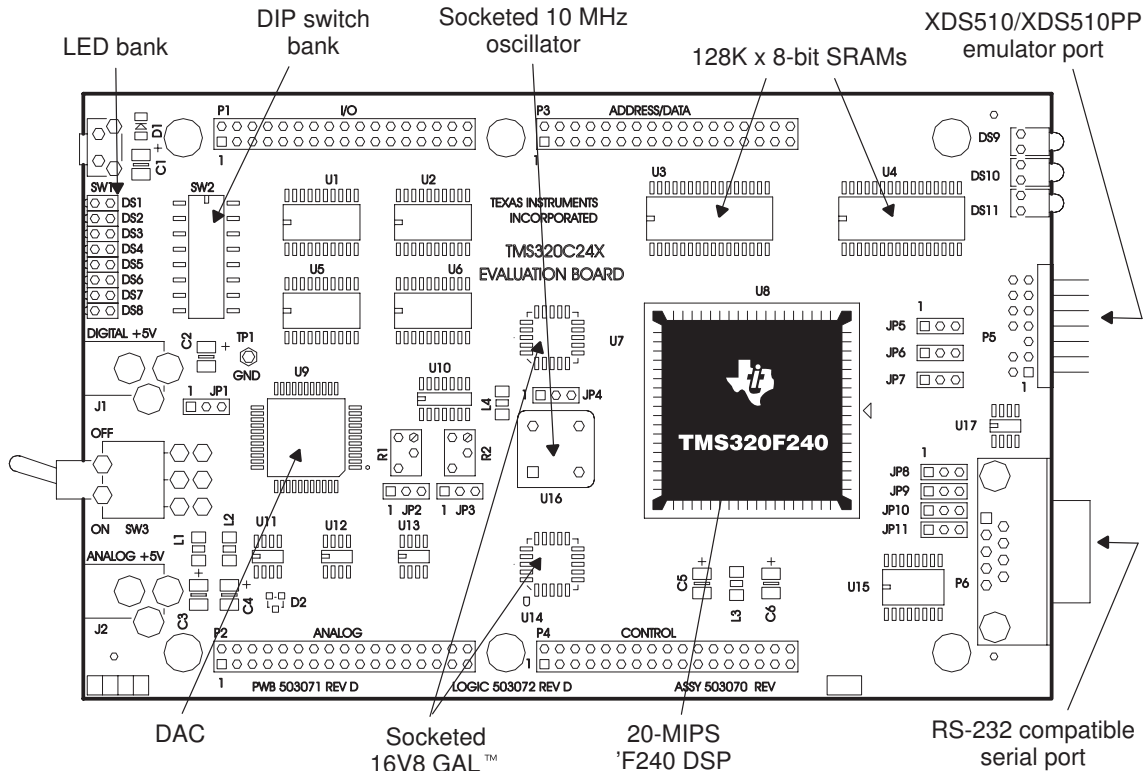 DIP switch
bank
Socketed 10 MHz
oscillator
XDS510/XDS510PP
emulator port
LED bank
128K x 8-bit SRAMs
P1
I/O
P3
ADDRESS/DATA
1
1
D1
C1
+
SW1
SW2
U1
U2
U3
U4
DS9
DS10
DS11
DS1
DS2
DS3
DS4
DS5
DS6
DS7
DS8
TEXAS INSTRUMENTS
INCORPORATED
TMS320C24X
EVALUATION BOARD
U5
U6
U7
U8
DIGITAL +5V
C2
+
TP1
GND
J1
1
JP1
U9
U10
L4
1
JP4
ti
TMS320F240
1
JP5
JP6
JP7
P5
1
U17
OFF
ON
SW3
R1
R2
1 JP2
1 JP3
U16
1
JP8
JP9
JP10
JP11
L1
L2
U11
U12
U13
ANALOG +5V
C3
+
C4
+
D2
J2
U14
C5
+
L3
C6
+
U15
P6
P2
ANALOG
P4
CONTROL
1
1
PWB 503071 REV D
LOGIC 503072 REV D
ASSY 503070 REV
DAC
Socketed
16V8 GAL™
20-MIPS
'F240 DSP
RS-232 compatible
serial port